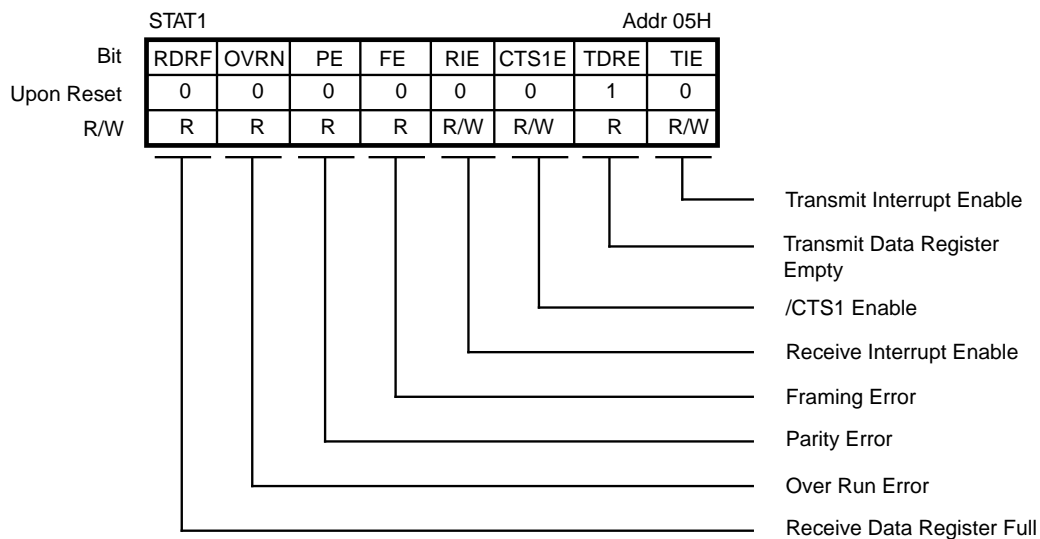 STAT1 Addr 05H
Bit RDRF OVRN PE FE RIE CTS1E TDRE TIE
Upon Reset 0 0 0 0 0 0 1 0
R/W R R R R R/W R/W R R/W
Transmit Interrupt Enable
Transmit Data Register
Empty
/CTS1 Enable
Receive Interrupt Enable
Framing Error
Parity Error
Over Run Error
Receive Data Register Full